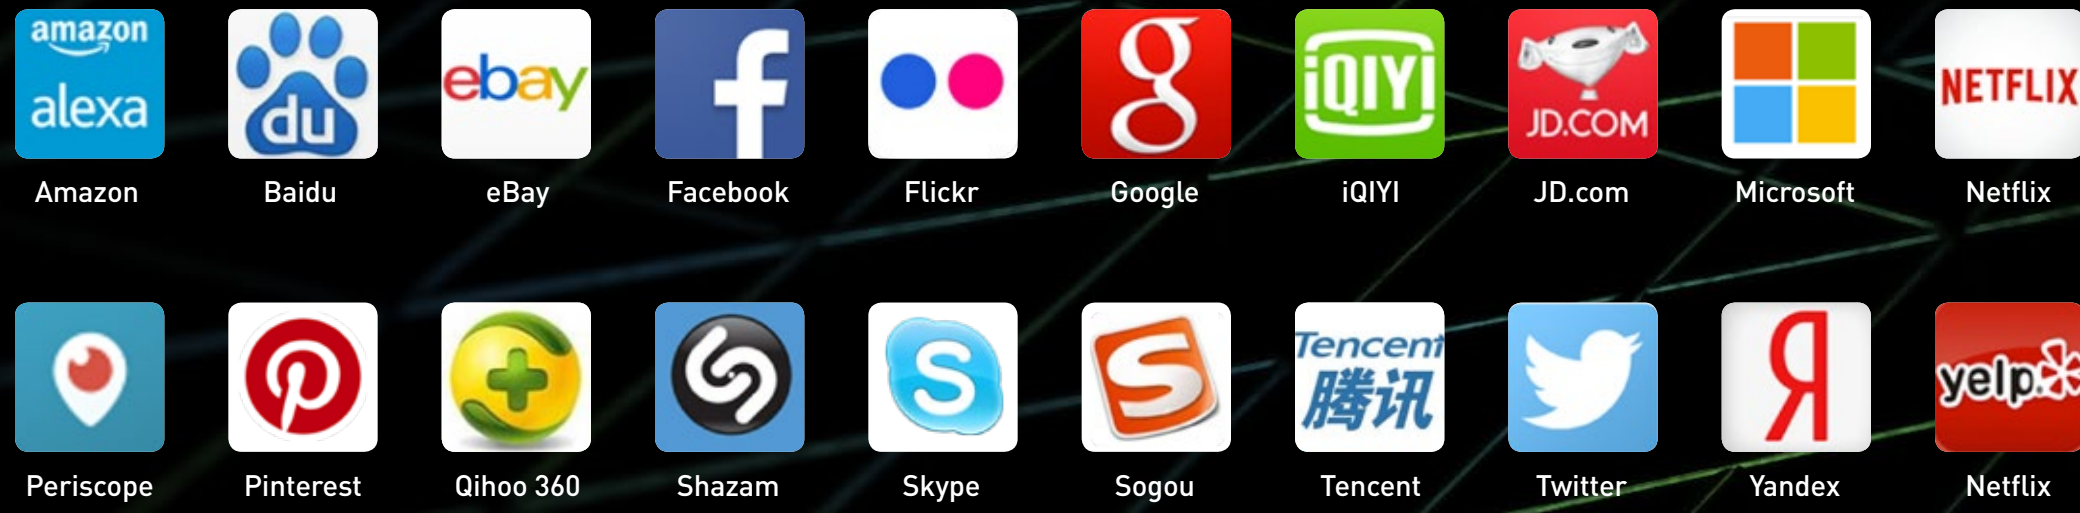 amazon
alexa
du
ebay
f
g
iQIYI
JD.COM
NETFLIX
Amazon Baidu eBay Facebook Flickr Google iQIYI JD.com Microsoft Netflix
S
S
Tencent
腾讯
Я
yelp
Periscope Pinterest Qihoo 360 Shazam Skype Sogou Tencent Twitter Yandex Netflix